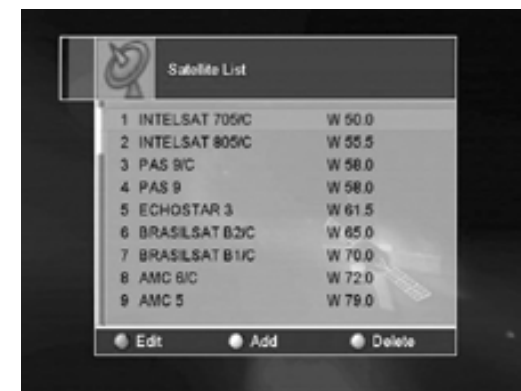 Satellite List
1 INTELSAT 705/C W 50.0
2 INTELSAT 805/C W 55.5
3 PAS 9/C W 58.0
4 PAS 9 W 58.0
5 ECHOSTAR 3 W 61.5
6 BRASILSAT B2/C W 65.0
7 BRASILSAT B1/C W 70.0
8 AMC 6/C W 72.0
9 AMC 5 W 79.0
Edit Add Delete